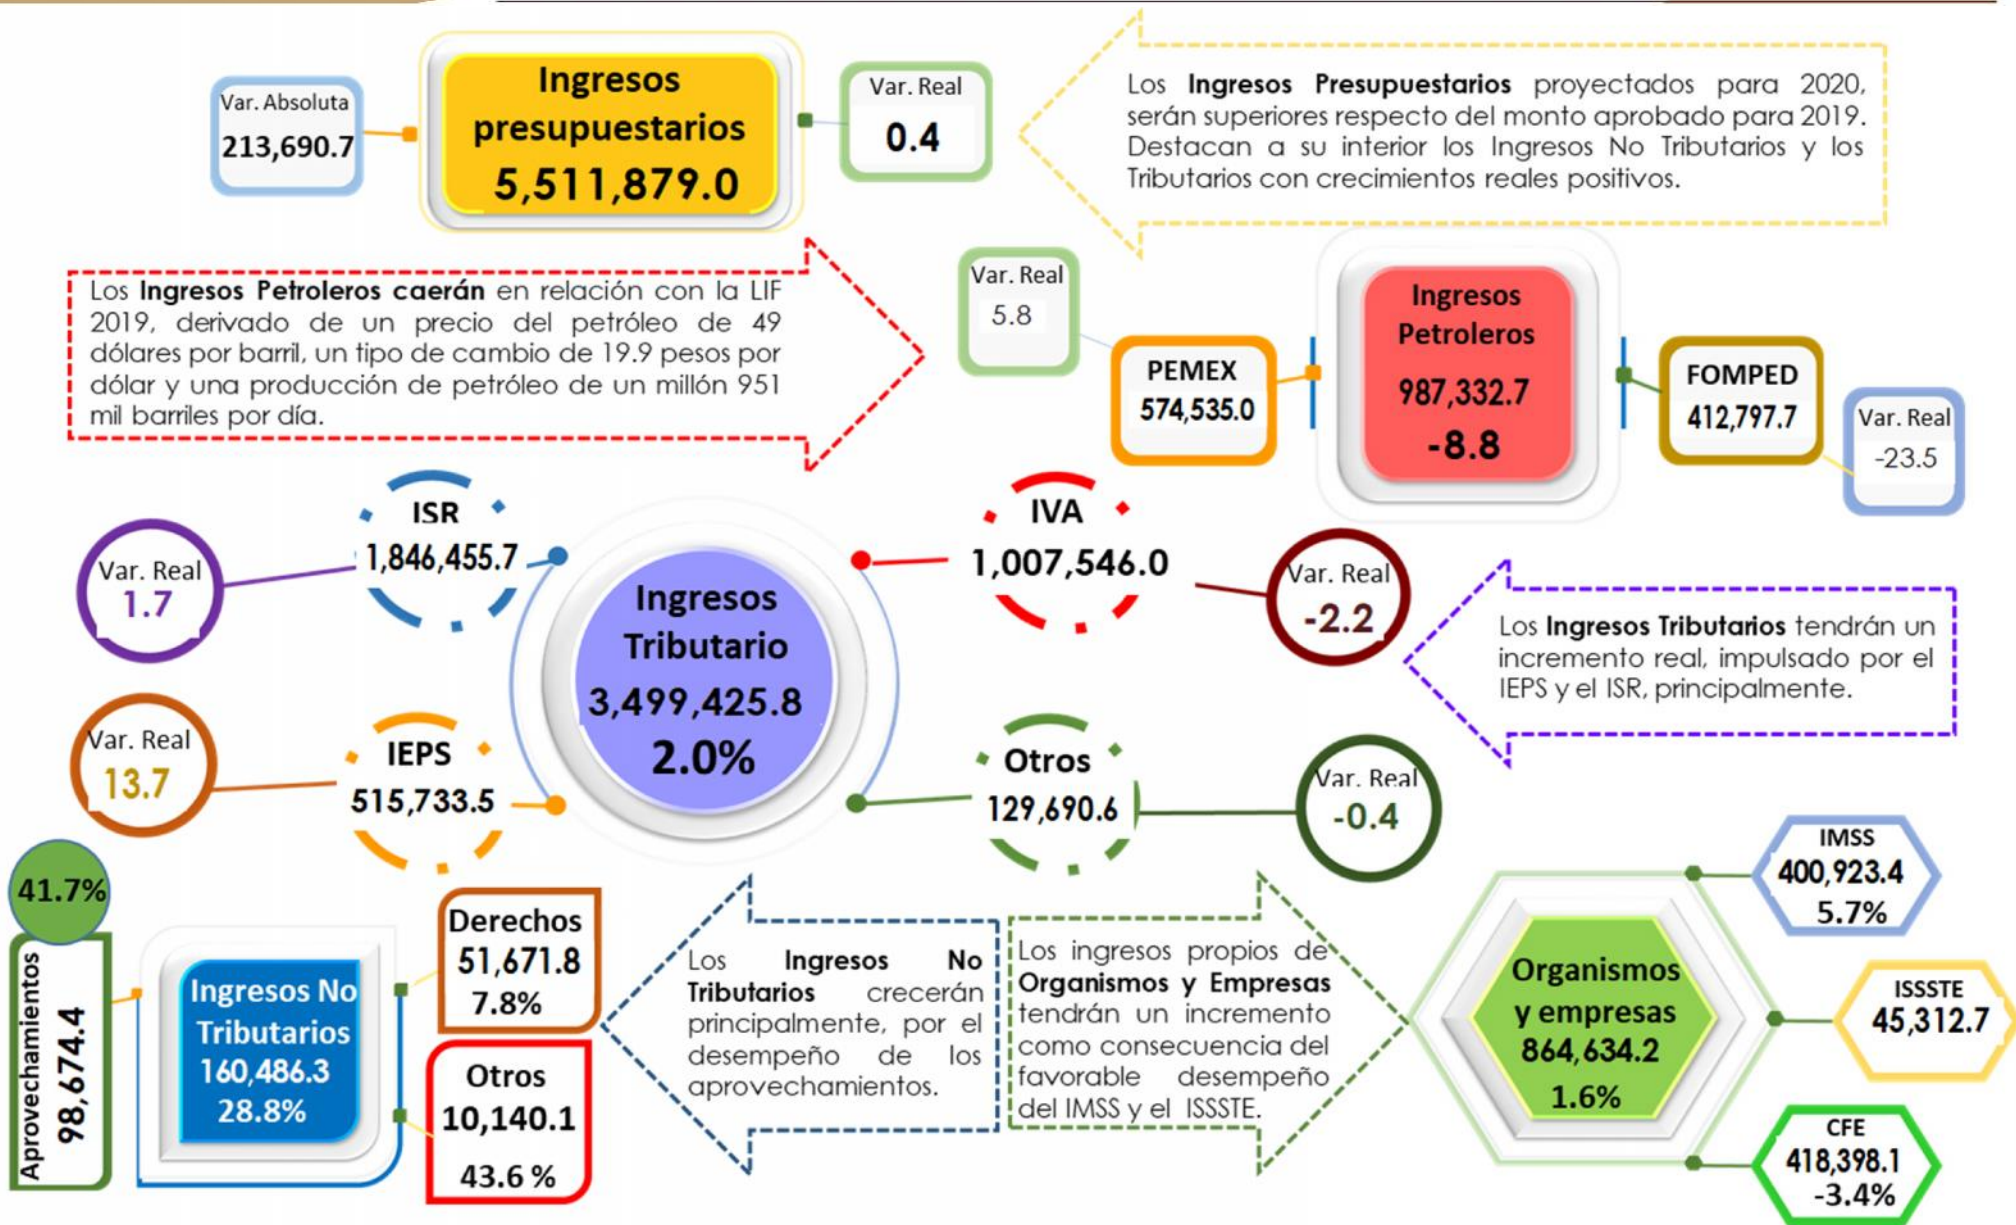 Var. Absoluta
213,690.7
Ingresos
presupuestarios
5,511,879.0
Var. Real
0.4
Los Ingresos Presupuestarios proyectados para 2020,
serán superiores respecto del monto aprobado para 2019.
Destacan a su interior los Ingresos No Tributarios y los
Tributarios con crecimientos reales positivos.
Los Ingresos Petroleros caerán en relación con la LIF
2019, derivado de un precio del petróleo de 49
dólares por barril, un tipo de cambio de 19.9 pesos por
dólar y una producción de petróleo de un millón 951
mil barriles por día.
Var. Real
5.8
PEMEX
574,535.0
Ingresos
Petroleros
987,332.7
-8.8
FOMPED
412,797.7
Var. Real
-23.5
ISR
1,846,455.7
Var. Real
1.7
IVA
1,007,546.0
Var. Real
-2.2
Ingresos
Tributario
3,499,425.8
2.0%
Los Ingresos Tributarios tendrán un
incremento real, impulsado por el
IEPS y el ISR, principalmente.
Var. Real
13.7
IEPS
515,733.5
Otros
129,690.6
Var. Real
-0.4
41.7%
Aprovechamientos
98,674.4
Ingresos No
Tributarios
160,486.3
28.8%
Derechos
51,671.8
7.8%
Otros
10,140.1
43.6 %
Los Ingresos No
Tributarios crecerán
principalmente, por el
desempeño de los
aprovechamientos.
Los ingresos propios de
Organismos y Empresas
tendrán un incremento
como consecuencia del
favorable desempeño
del IMSS y el ISSSTE.
Organismos
y empresas
864,634.2
1.6%
IMSS
400,923.4
5.7%
ISSSTE
45,312.7
CFE
418,398.1
-3.4%